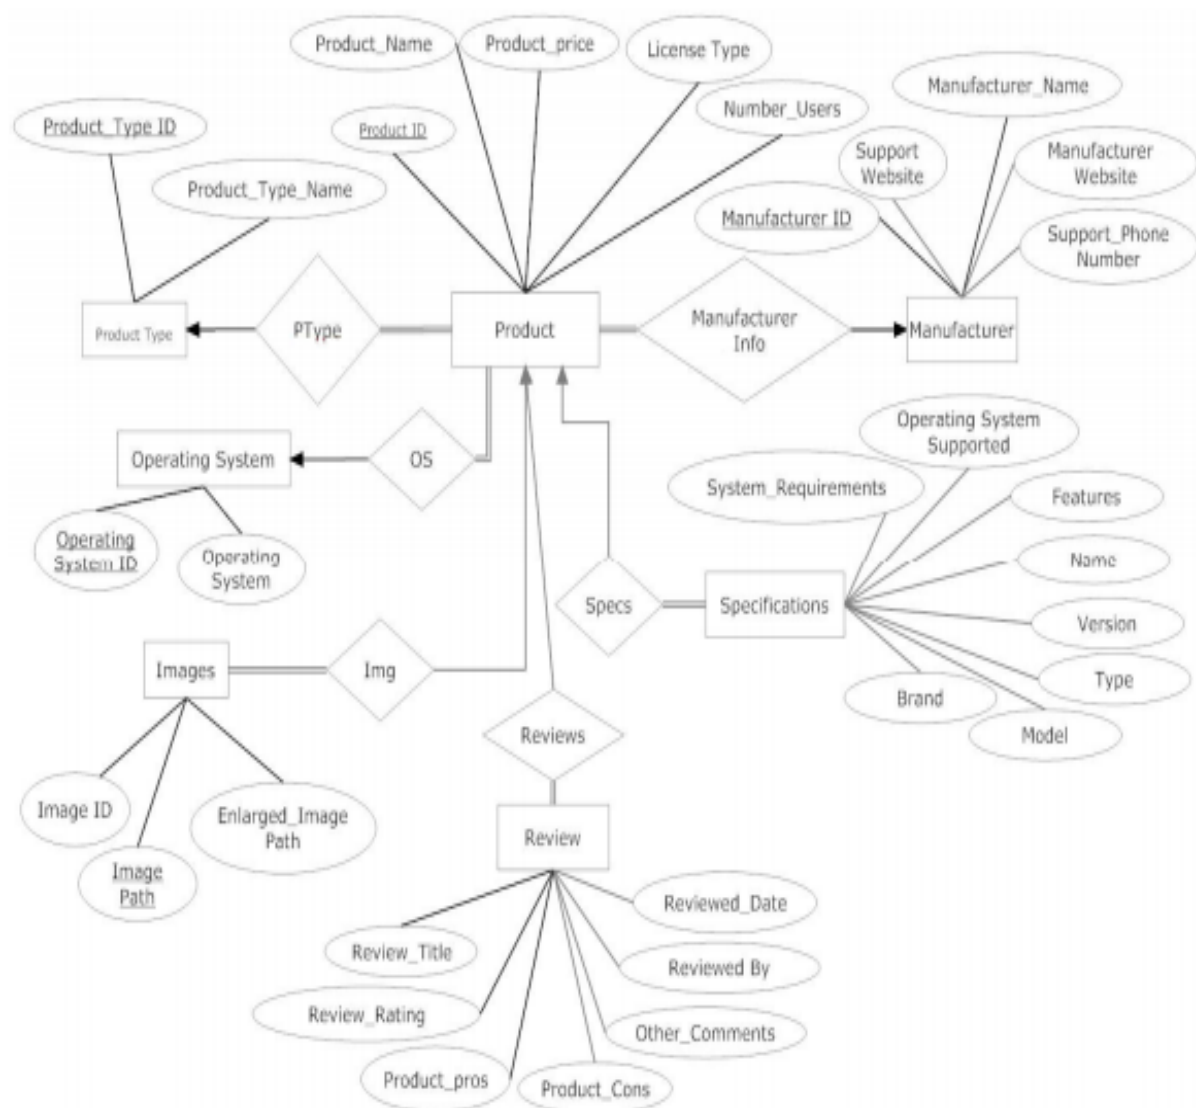 Product_Name
Product_price
License Type
Manufacturer_Name
Product_Type ID
Product ID
Number_Users
Support
Website
Manufacturer
Website
Product_Type_Name
Manufacturer ID
Support_Phone
Number
Product Type
PType
Product
Manufacturer
Info
Manufacturer
Operating System
OS
Operating System
Supported
System_Requirements
Features
Operating
System ID
Operating
System
Name
Specs
Specifications
Version
Images
Img
Type
Brand
Model
Reviews
Image ID
Enlarged_Image
Path
Image
Path
Review
Reviewed_Date
Review_Title
Reviewed By
Review_Rating
Other_Comments
Product_pros
Product_Cons